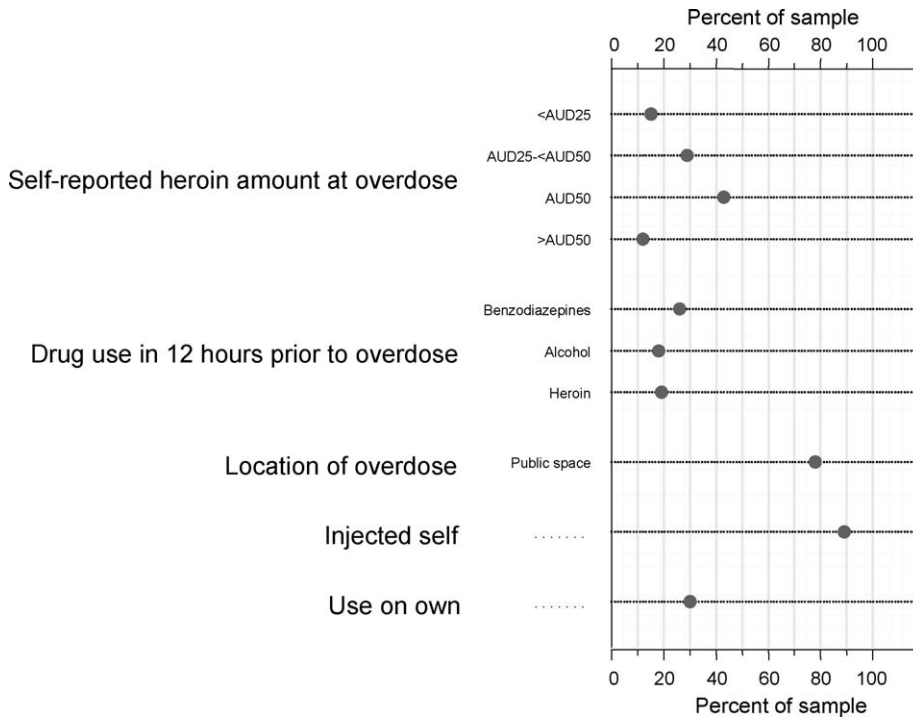 Percent of sample
0 20 40 60 80 100
<AUD25
AUD25-<AUD50
Self-reported heroin amount at overdose
AUD50
>AUD50
Benzodiazepines
Drug use in 12 hours prior to overdose
Alcohol
Heroin
Location of overdose
Public space
Injected self
.......
Use on own
.......
0 20 40 60 80 100
Percent of sample